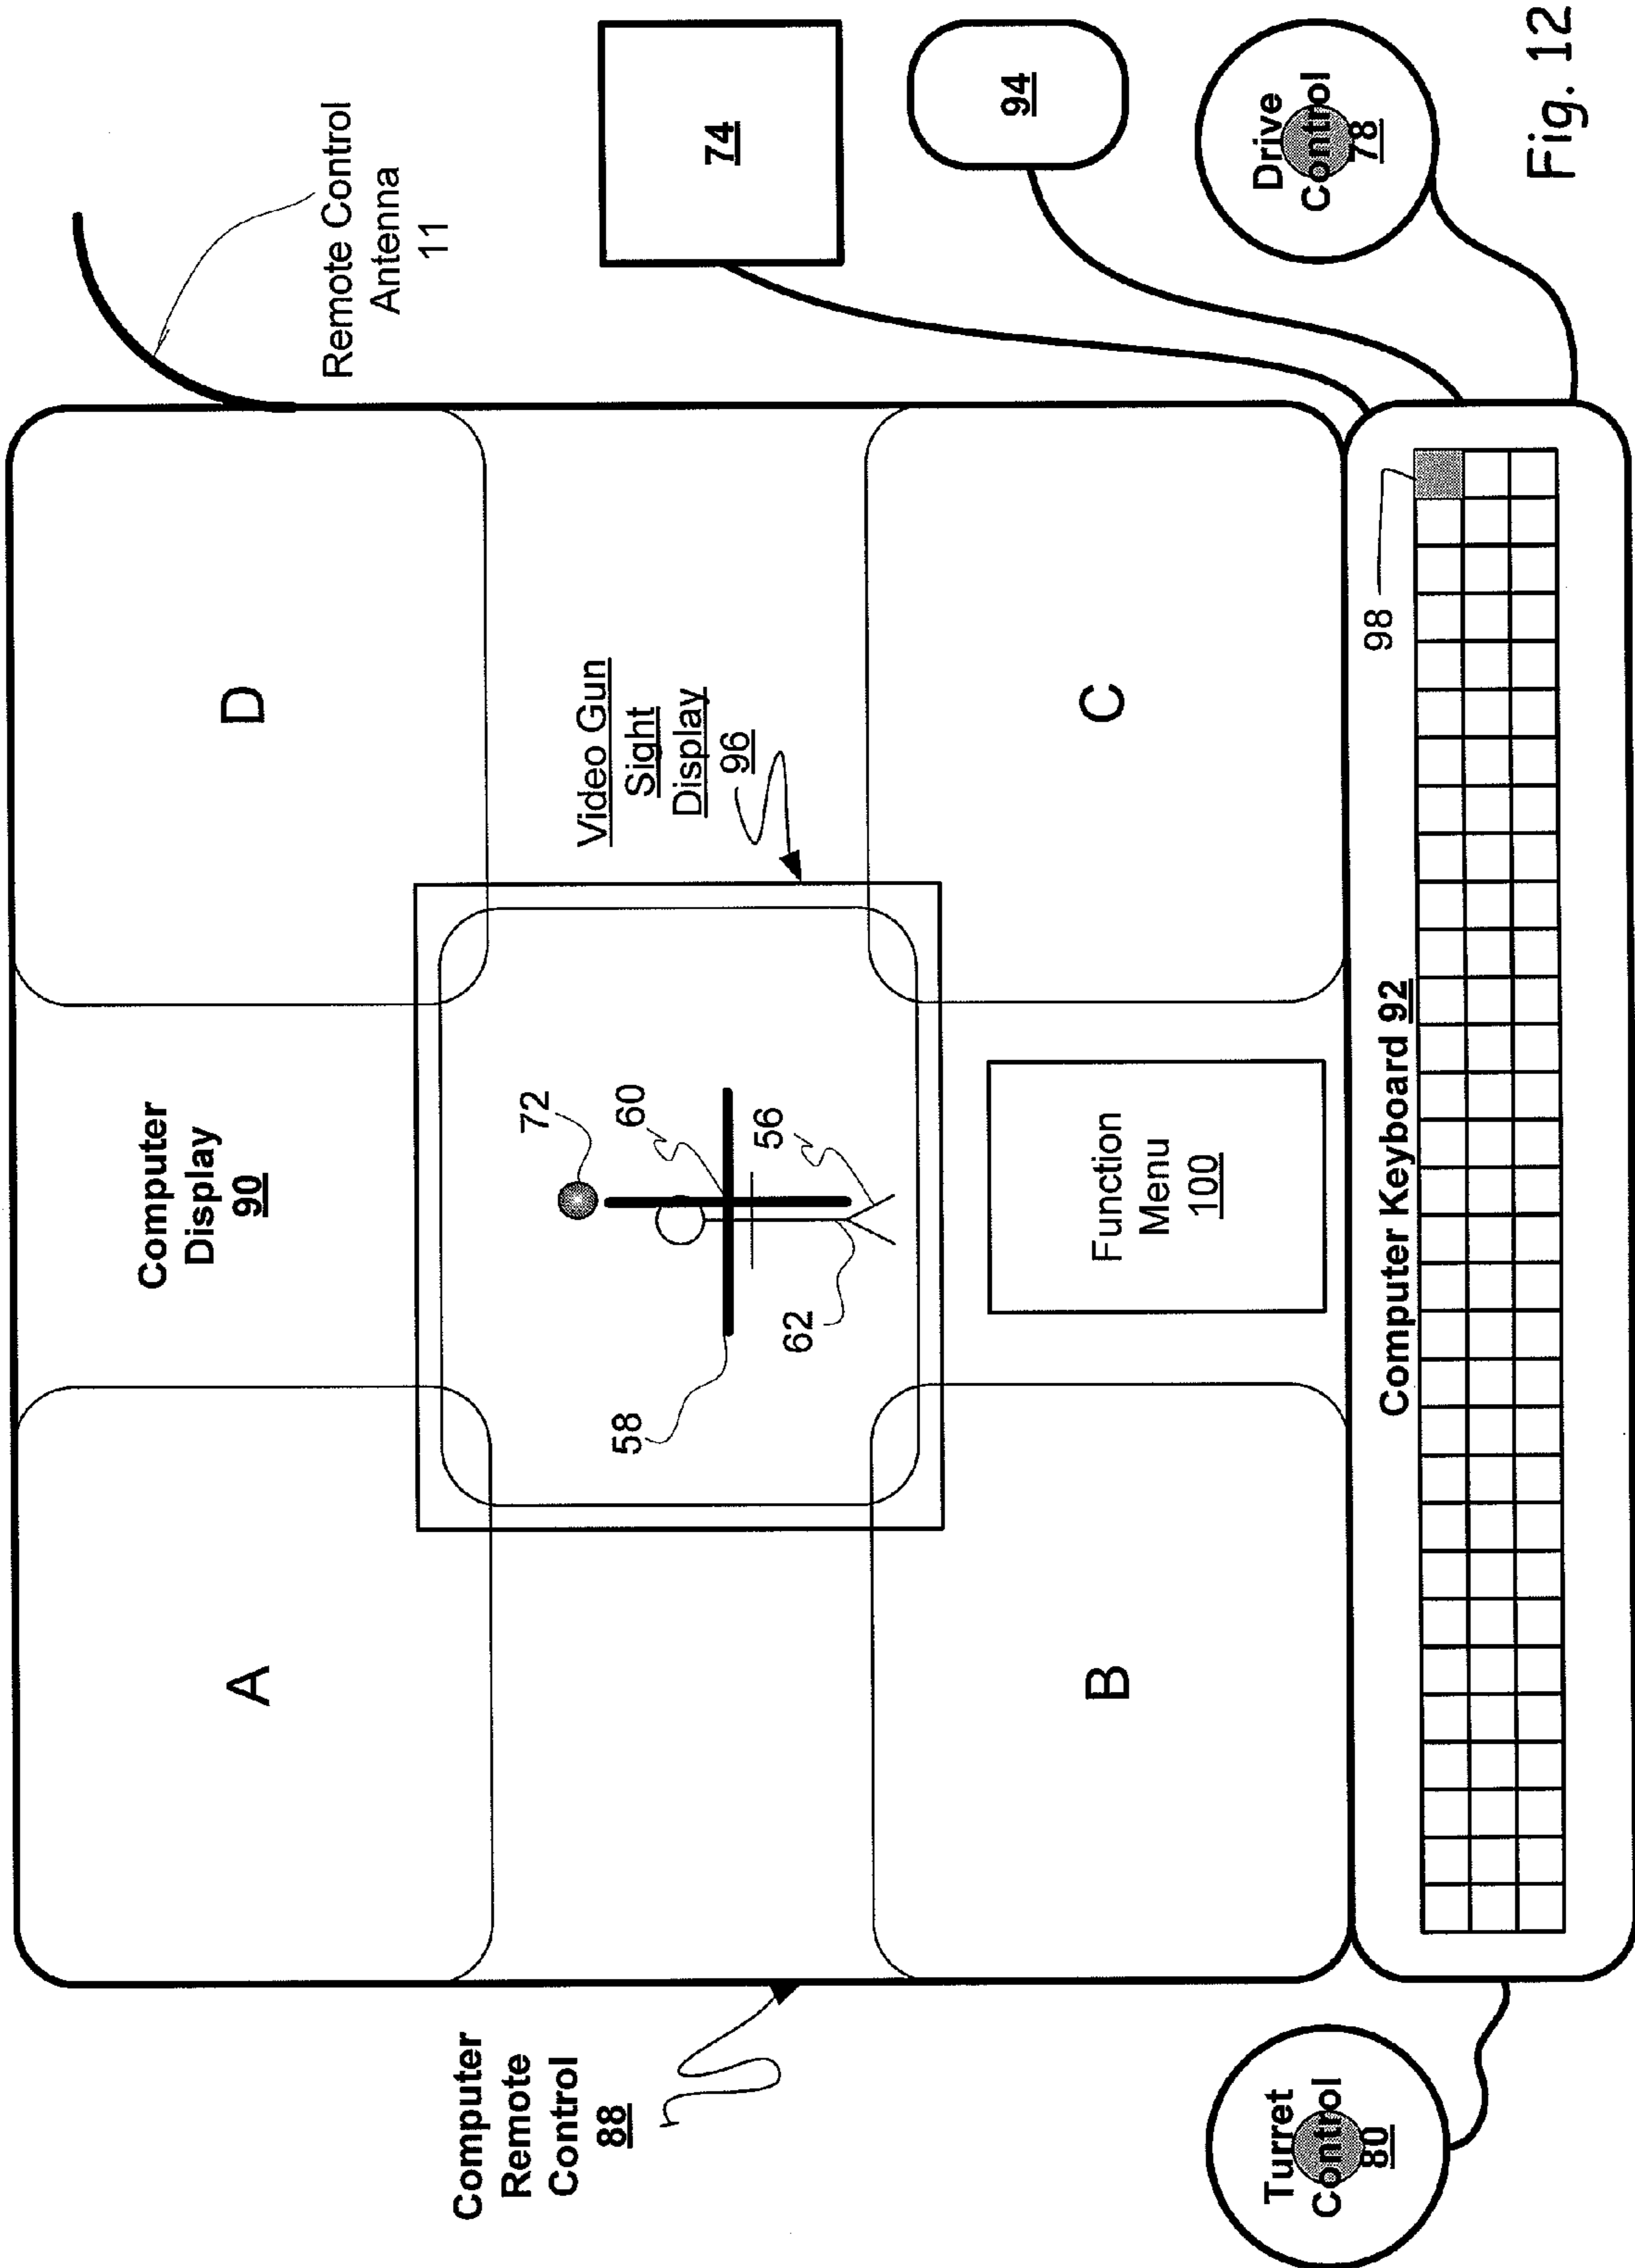 Remote Control
Antenna
11
A
Computer
Display
90
D
74
Video Gun
Sight
Display
96
94
72
60
58
56
62
Computer
Remote
Control
88
B
Function
Menu
100
C
98
Computer Keyboard 92
Turret
Control
80
Drive
Control
78
Fig. 12